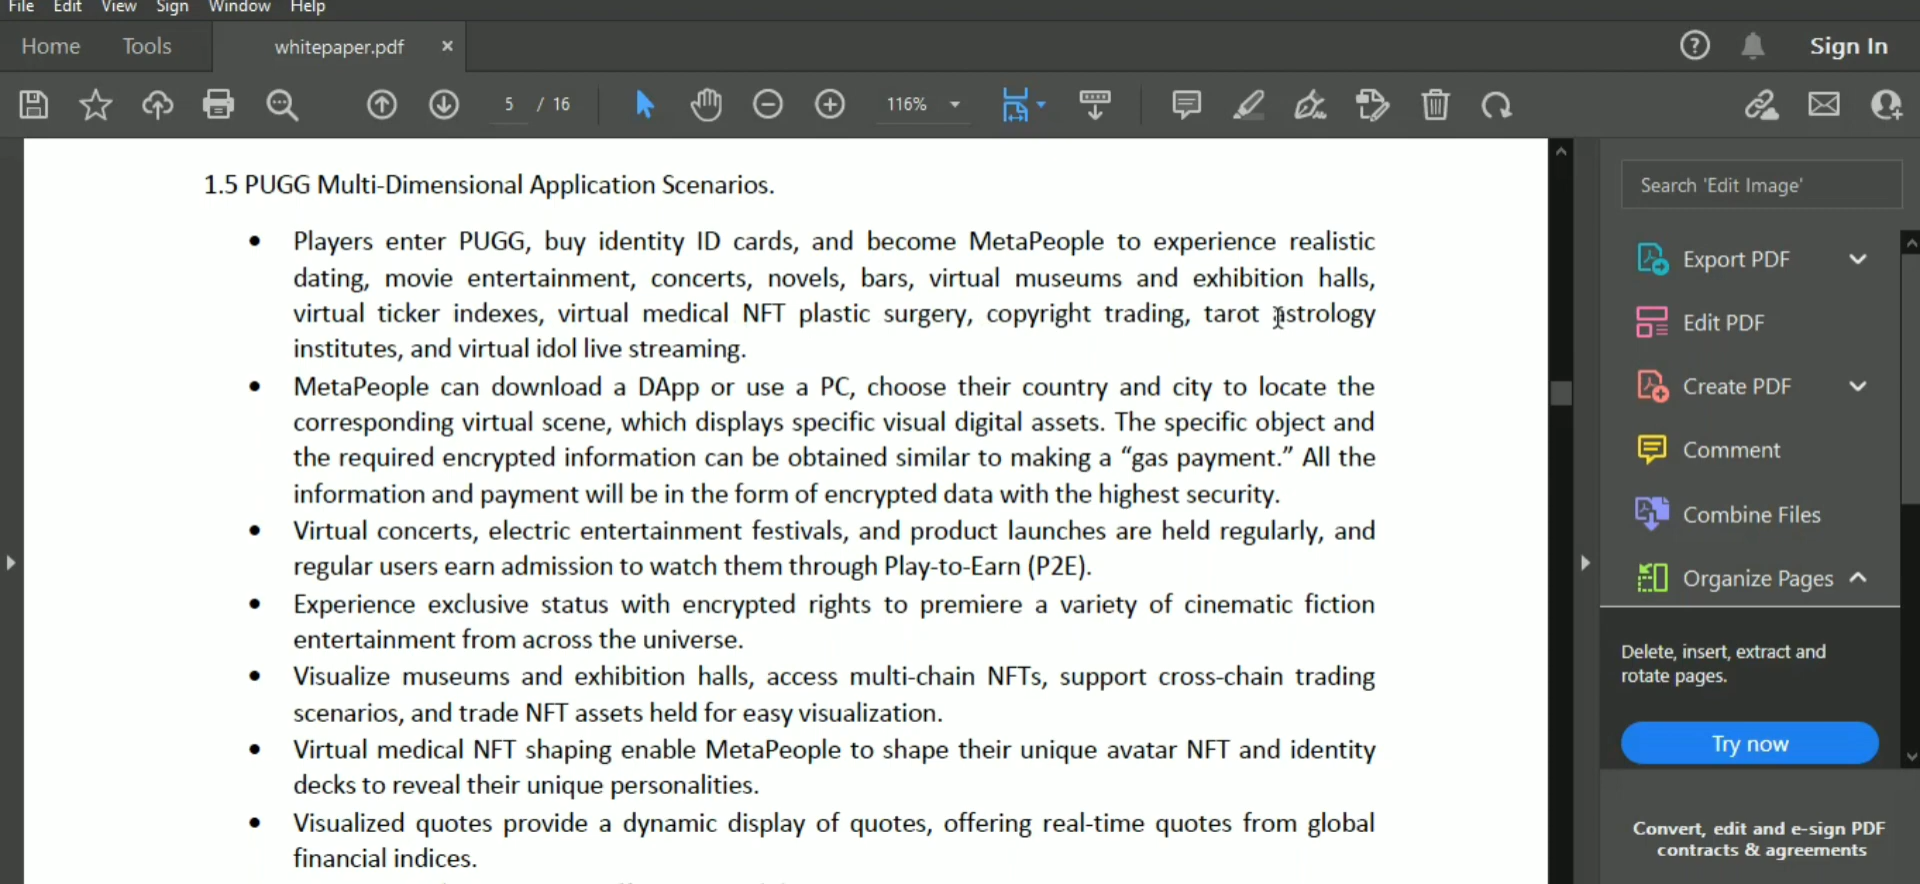 File Edit View Sign Window Help
Home Tools whitepaper.pdf × ? Sign In
5 / 16 116%
1.5 PUGG Multi-Dimensional Application Scenarios.
• Players enter PUGG, buy identity ID cards, and become MetaPeople to experience realistic
dating, movie entertainment, concerts, novels, bars, virtual museums and exhibition halls,
virtual ticker indexes, virtual medical NFT plastic surgery, copyright trading, tarot astrology
institutes, and virtual idol live streaming.
• MetaPeople can download a DApp or use a PC, choose their country and city to locate the
corresponding virtual scene, which displays specific visual digital assets. The specific object and
the required encrypted information can be obtained similar to making a “gas payment.” All the
information and payment will be in the form of encrypted data with the highest security.
• Virtual concerts, electric entertainment festivals, and product launches are held regularly, and
regular users earn admission to watch them through Play-to-Earn (P2E).
• Experience exclusive status with encrypted rights to premiere a variety of cinematic fiction
entertainment from across the universe.
• Visualize museums and exhibition halls, access multi-chain NFTs, support cross-chain trading
scenarios, and trade NFT assets held for easy visualization.
• Virtual medical NFT shaping enable MetaPeople to shape their unique avatar NFT and identity
decks to reveal their unique personalities.
• Visualized quotes provide a dynamic display of quotes, offering real-time quotes from global
financial indices.
Search 'Edit Image'
Export PDF
Edit PDF
Create PDF
Comment
Combine Files
Organize Pages
Delete, insert, extract and
rotate pages.
Try now
Convert, edit and e-sign PDF
contracts & agreements